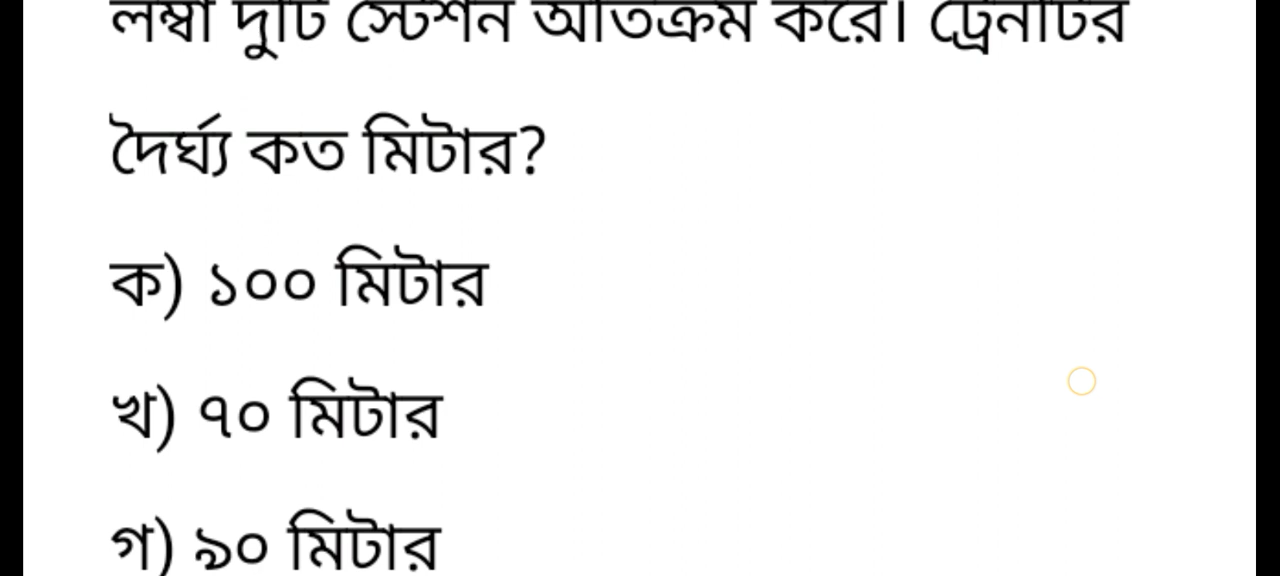 লম্বা দুটি স্টেশন অতিক্রম করে। ট্রেনটির
দৈর্ঘ্য কত মিটার?
ক) ১০০ মিটার
খ) ৭০ মিটার
গ) ৯০ মিটার